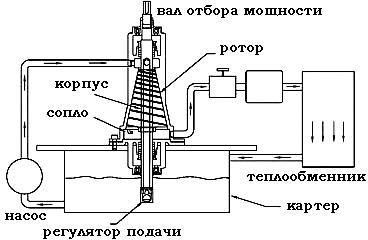 вал отбора мощности
ротор
корпус
сопло
теплообменник
насос
картер
регулятор подачи